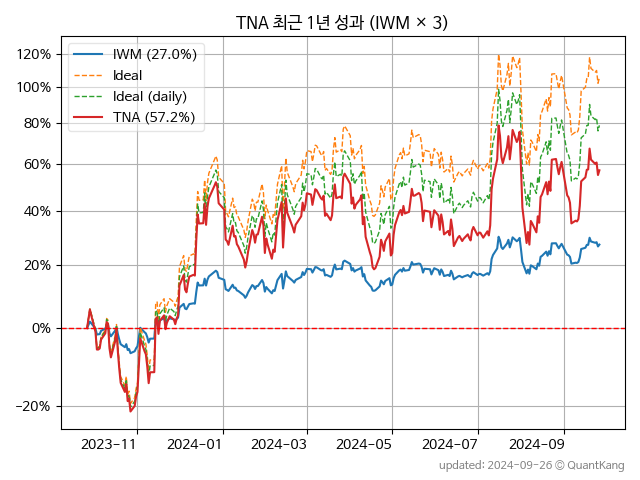 TNA 최근 1년 성과 (IWM × 3)
IWM (27.0%)
Ideal
Ideal (daily)
TNA (57.2%)
120%
100%
80%
60%
40%
20%
0%
−20%
2023−11
2024−01
2024−03
2024−05
2024−07
2024−09
updated: 2024−09−26 © QuantKang